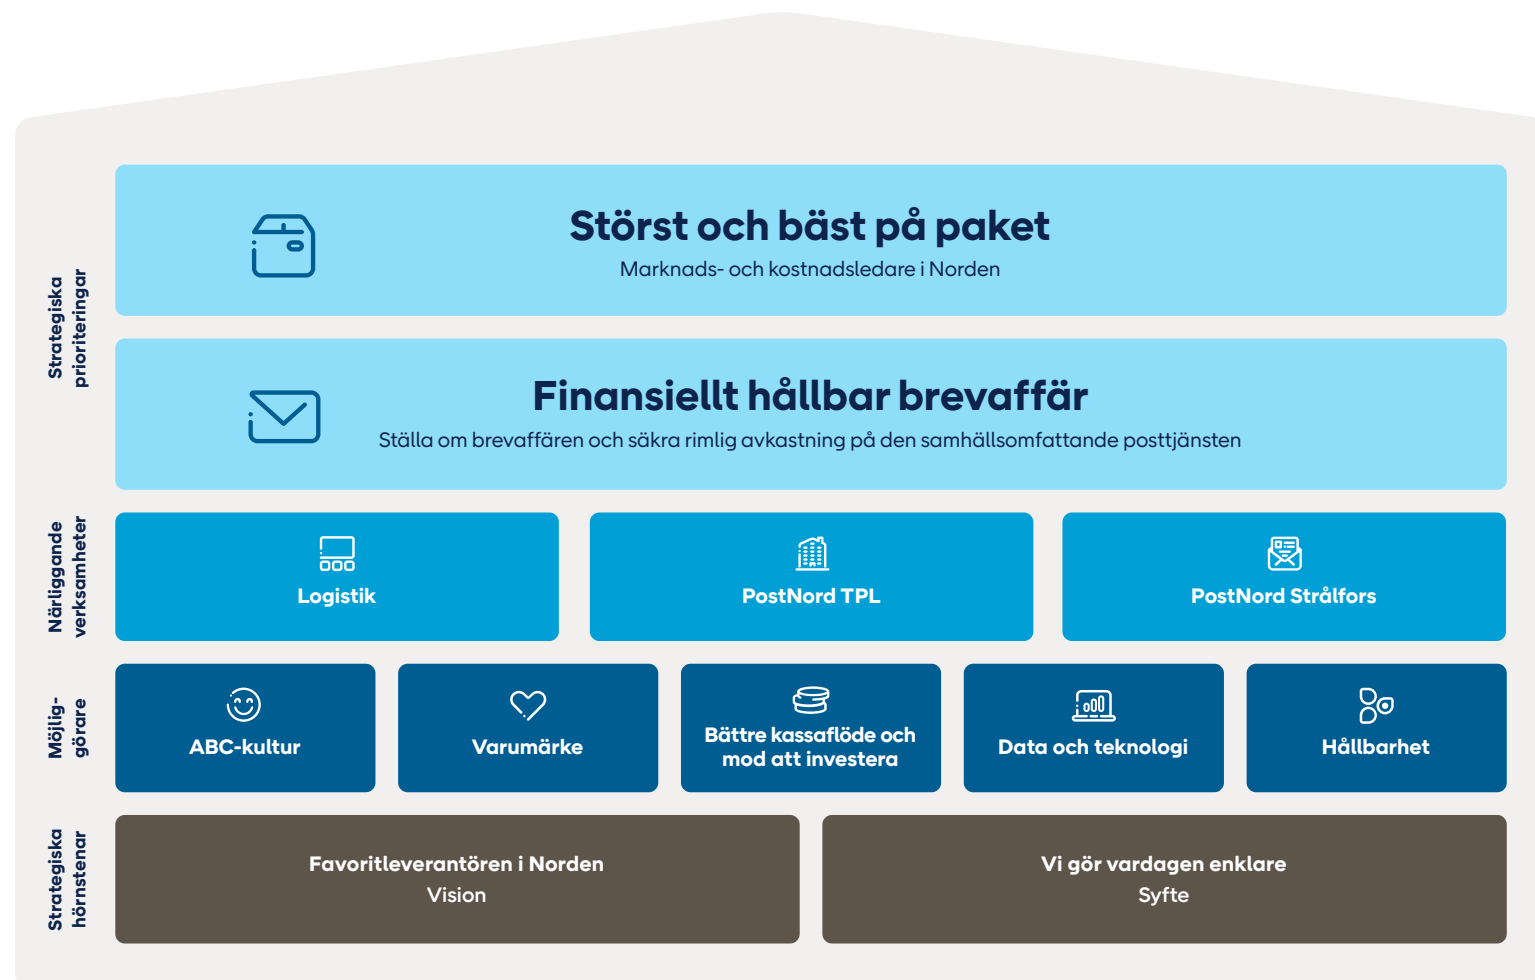 Strategiska
prioriteringar
Störst och bäst på paket
Marknads- och kostnadsledare i Norden
Finansiellt hållbar brevaffär
Ställa om brevaffären och säkra rimlig avkastning på den samhällsomfattande posttjänsten
Närliggande
verksamheter
Logistik
PostNord TPL
PostNord Strålfors
Möjlig-
görare
ABC-kultur
Varumärke
Bättre kassaflöde och
mod att investera
Data och teknologi
Hållbarhet
Strategiska
hörnstenar
Favoritleverantören i Norden
Vision
Vi gör vardagen enklare
Syfte